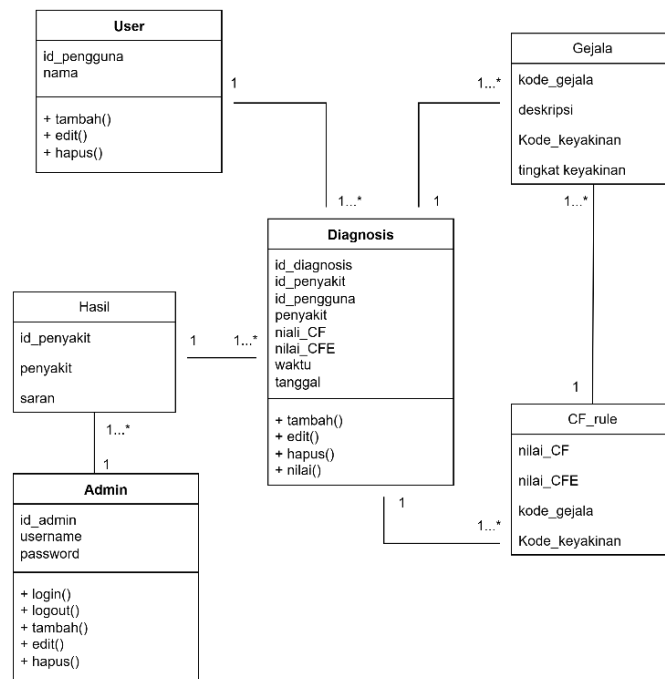 User
id_pengguna
nama
+ tambah()
+ edit()
+ hapus()
1
1...*
Gejala
kode_gejala
deskripsi
Kode_keyakinan
tingkat keyakinan
1...*
1
1...*
1
Diagnosis
id_diagnosis
id_penyakit
id_pengguna
penyakit
niali_CF
nilai_CFE
waktu
tanggal
+ tambah()
+ edit()
+ hapus()
+ nilai()
Hasil
id_penyakit
penyakit
saran
1
1...*
1...*
1
Admin
id_admin
username
password
+ login()
+ logout()
+ tambah()
+ edit()
+ hapus()
CF_rule
nilai_CF
nilai_CFE
kode_gejala
Kode_keyakinan
1
1...*